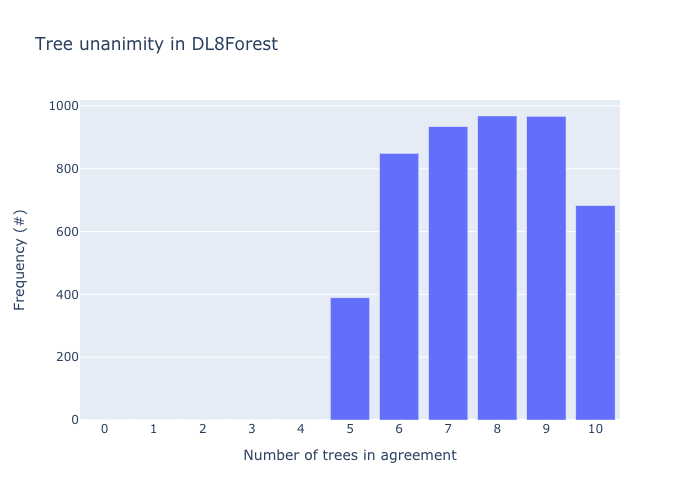 Tree unanimity in DL8Forest
1000
800
600
400
200
0
Frequency (#)
0 1 2 3 4 5 6 7 8 9 10
Number of trees in agreement